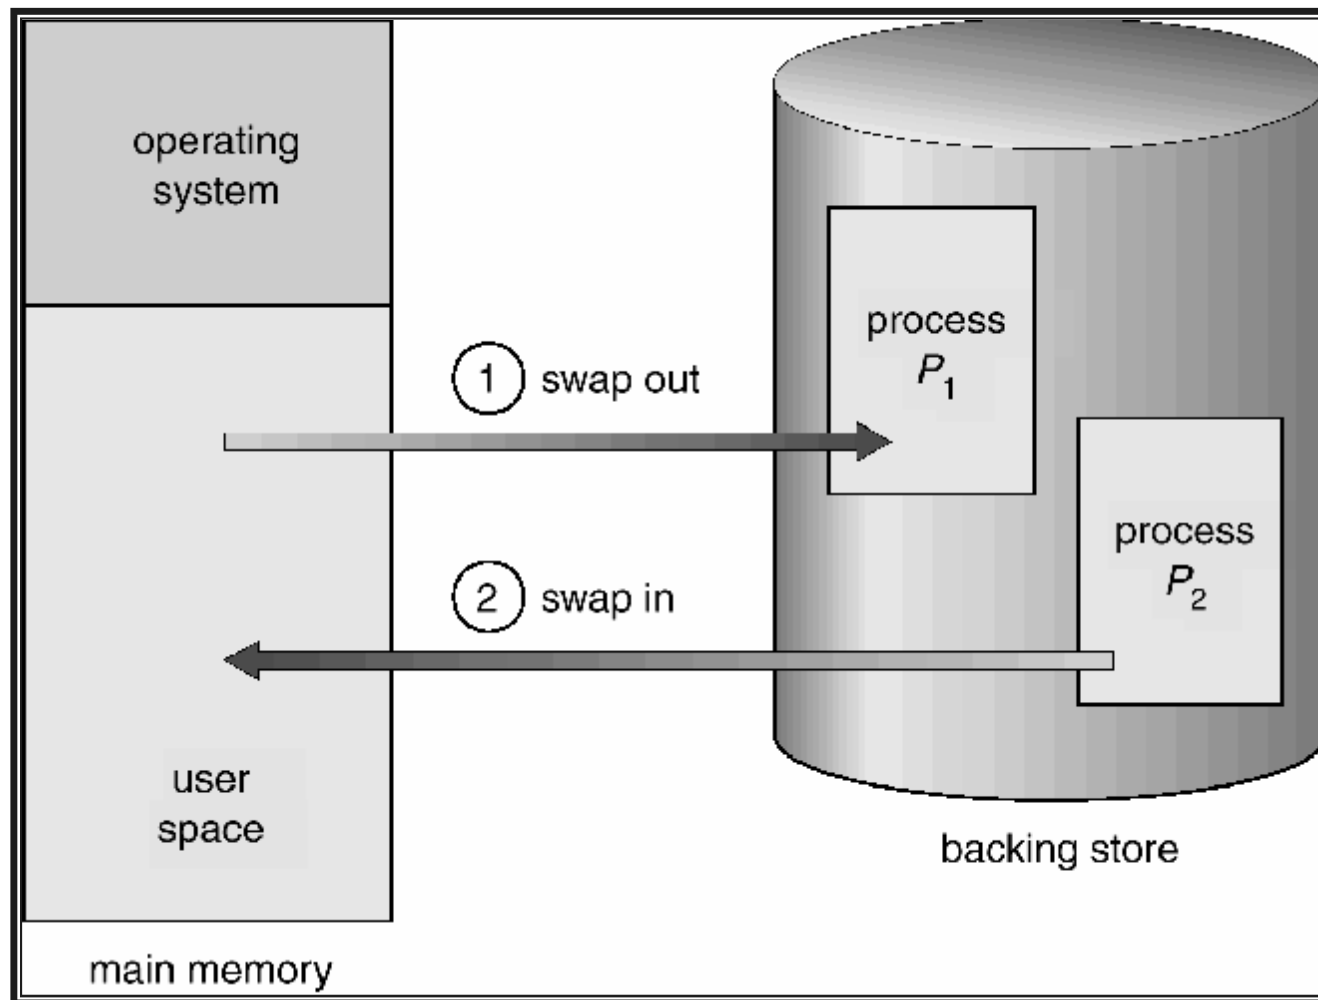 operating
system
process
P1
1 swap out
process
P2
2 swap in
user
space
backing store
main memory